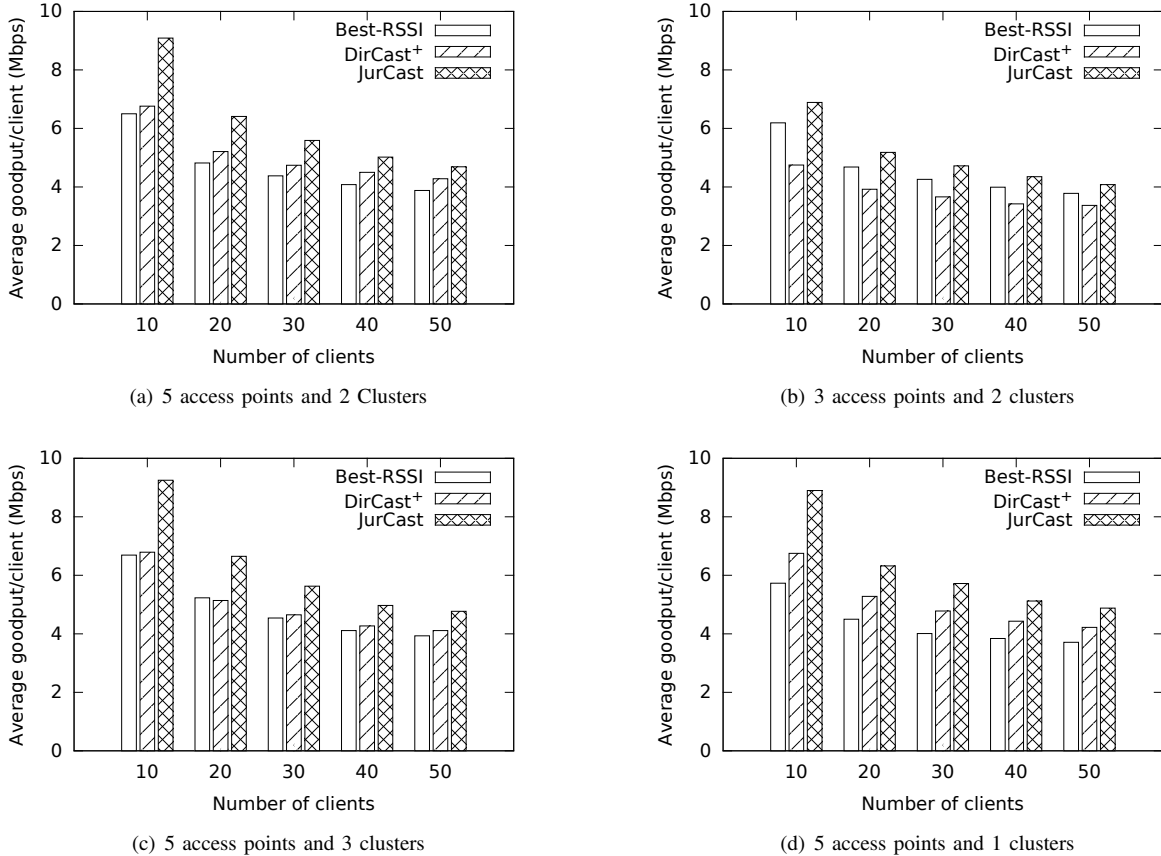 Average goodput/client (Mbps)
10
8
6
4
2
0
Best-RSSI
DirCast+
JurCast
10 20 30 40 50
Number of clients
(a) 5 access points and 2 Clusters
Average goodput/client (Mbps)
10
8
6
4
2
0
Best-RSSI
DirCast+
JurCast
10 20 30 40 50
Number of clients
(b) 3 access points and 2 clusters
Average goodput/client (Mbps)
10
8
6
4
2
0
Best-RSSI
DirCast+
JurCast
10 20 30 40 50
Number of clients
(c) 5 access points and 3 clusters
Average goodput/client (Mbps)
10
8
6
4
2
0
Best-RSSI
DirCast+
JurCast
10 20 30 40 50
Number of clients
(d) 5 access points and 1 clusters